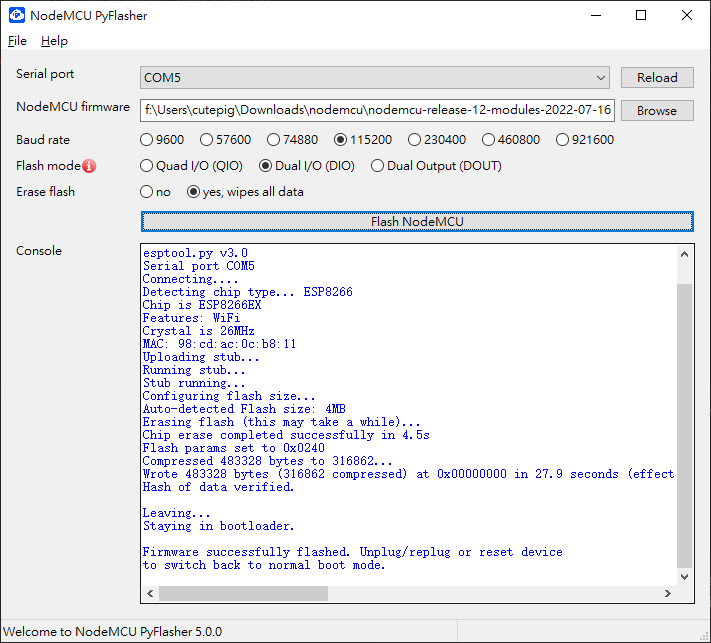 NodeMCU PyFlasher
File Help
Serial port COM5 Reload
NodeMCU firmware f:\Users\cutepig\Downloads\nodemcu\nodemcu-release-12-modules-2022-07-16 Browse
Baud rate 9600 57600 74880 115200 230400 460800 921600
Flash mode Quad I/O (QIO) Dual I/O (DIO) Dual Output (DOUT)
Erase flash no yes, wipes all data
Flash NodeMCU
Console
esptool.py v3.0
Serial port COM5
Connecting....
Detecting chip type... ESP8266
Chip is ESP8266EX
Features: WiFi
Crystal is 26MHz
MAC: 98:cd:ac:0c:b8:11
Uploading stub...
Running stub...
Stub running...
Configuring flash size...
Auto-detected Flash size: 4MB
Erasing flash (this may take a while)...
Chip erase completed successfully in 4.5s
Flash params set to 0x0240
Compressed 483328 bytes to 316862...
Wrote 483328 bytes (316862 compressed) at 0x00000000 in 27.9 seconds (effect
Hash of data verified.
Leaving...
Staying in bootloader.
Firmware successfully flashed. Unplug/replug or reset device
to switch back to normal boot mode.
Welcome to NodeMCU PyFlasher 5.0.0